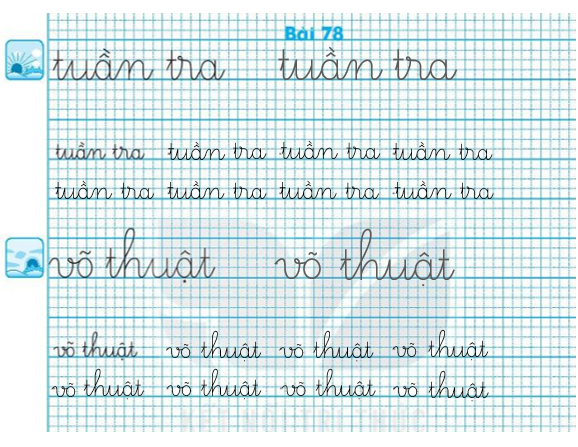 Bài 78
tuần tra tuần tra
tuần tra tuần tra tuần tra tuần tra
tuần tra tuần tra tuần tra tuần tra
võ thuật võ thuật
võ thuật võ thuật võ thuật võ thuật
võ thuật võ thuật võ thuật võ thuật